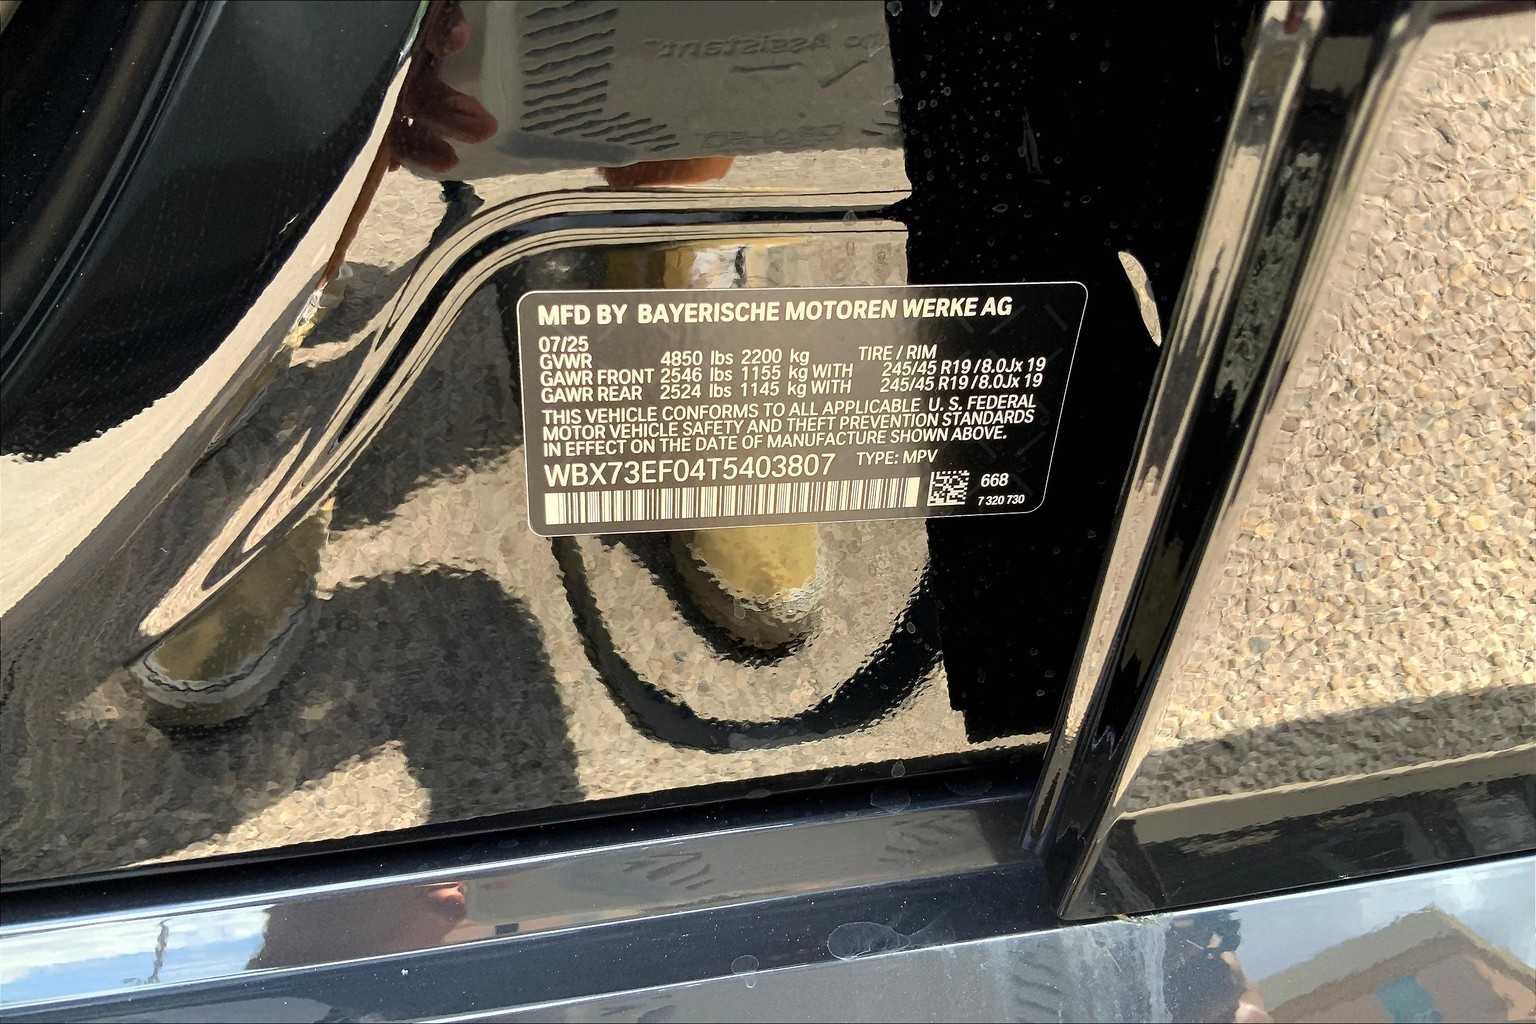 MFD BY BAYERISCHE MOTOREN WERKE AG
07/25
GVWR 4850 lbs 2200 kg TIRE / RIM
GAWR FRONT 2546 lbs 1155 kg WITH 245/45 R19 / 8.0Jx 19
GAWR REAR 2524 lbs 1145 kg WITH 245/45 R19 / 8.0Jx 19
THIS VEHICLE CONFORMS TO ALL APPLICABLE U. S. FEDERAL
MOTOR VEHICLE SAFETY AND THEFT PREVENTION STANDARDS
IN EFFECT ON THE DATE OF MANUFACTURE SHOWN ABOVE.
WBX73EF04T5403807 TYPE: MPV
668
7 320 730